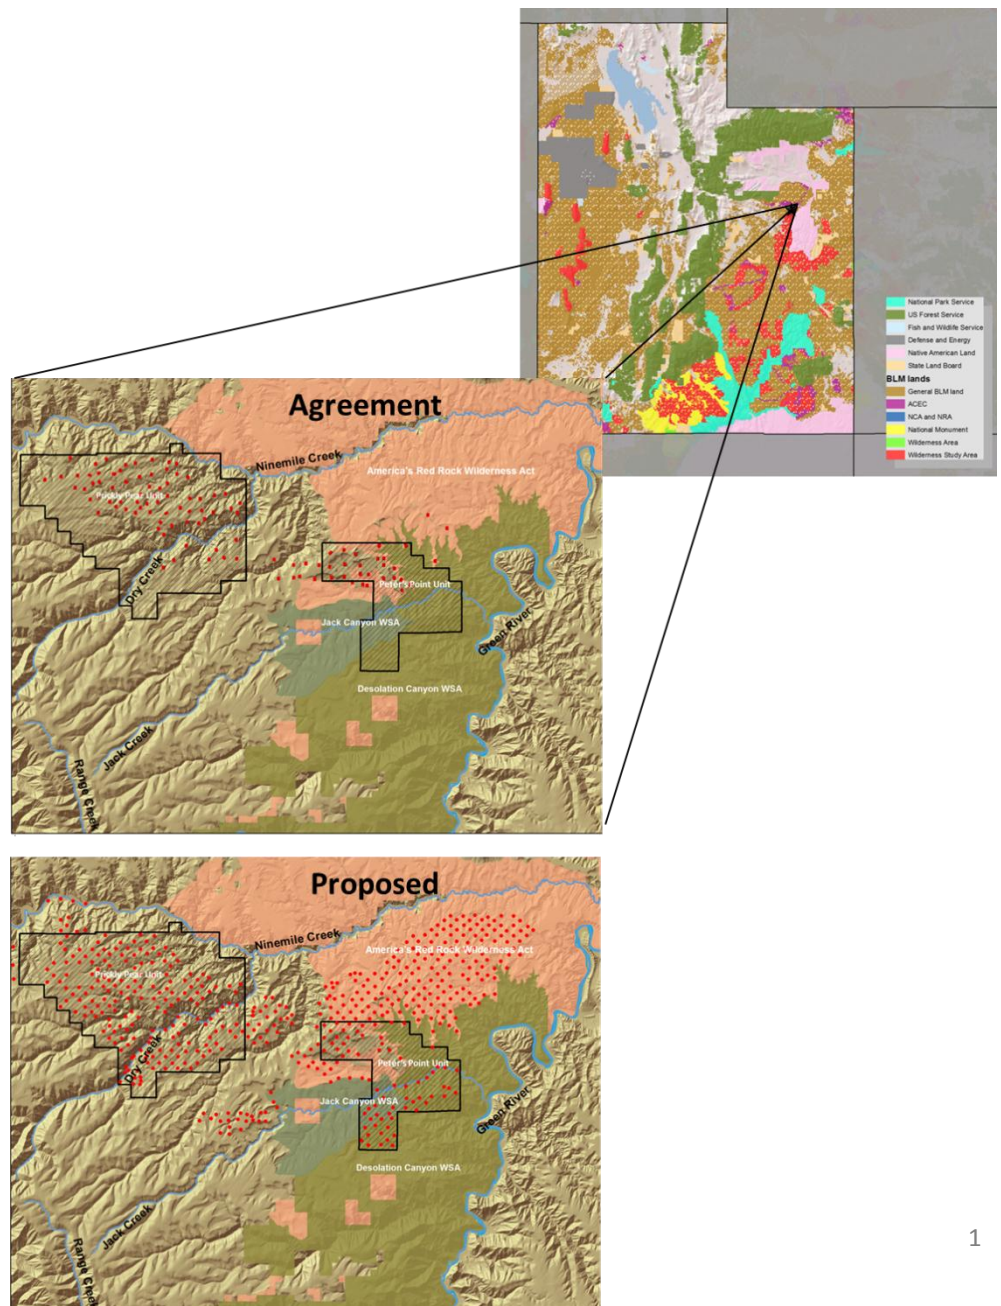 National Park Service
US Forest Service
Fish and Wildlife Service
Defense and Energy
Native American Land
State Land Board
BLM lands
General BLM land
ACEC
NCA and NRA
National Monument
Wilderness Area
Wilderness Study Area
Agreement
Ninemile Creek
America's Red Rock Wilderness Act
Prickly Pear Unit
Dry Creek
Peter's Point Unit
Jack Canyon WSA
Green River
Desolation Canyon WSA
Jack Creek
Range Creek
Proposed
Ninemile Creek
America's Red Rock Wilderness Act
Prickly Pear Unit
Dry Creek
Peter's Point Unit
Jack Canyon WSA
Green River
Desolation Canyon WSA
Jack Creek
Range Creek
1